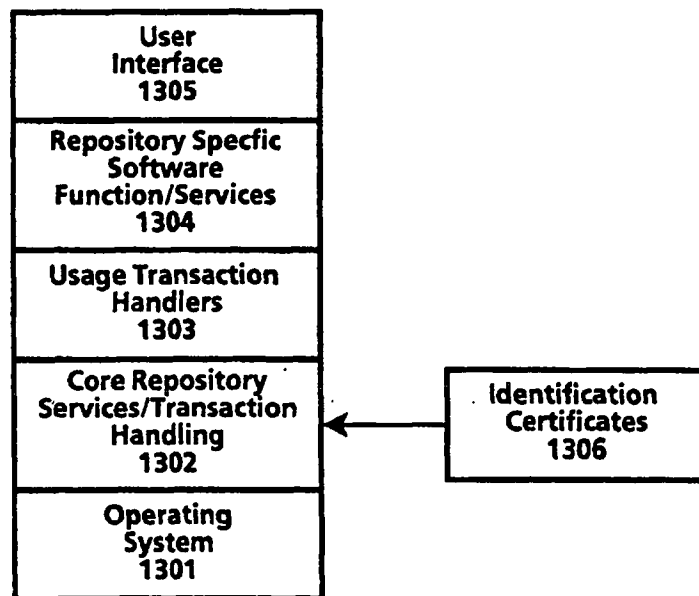 User
Interface
1305
Repository Specfic
Software
Function/Services
1304
Usage Transaction
Handlers
1303
Core Repository
Services/Transaction
Handling
1302
Identification
Certificates
1306
Operating
System
1301